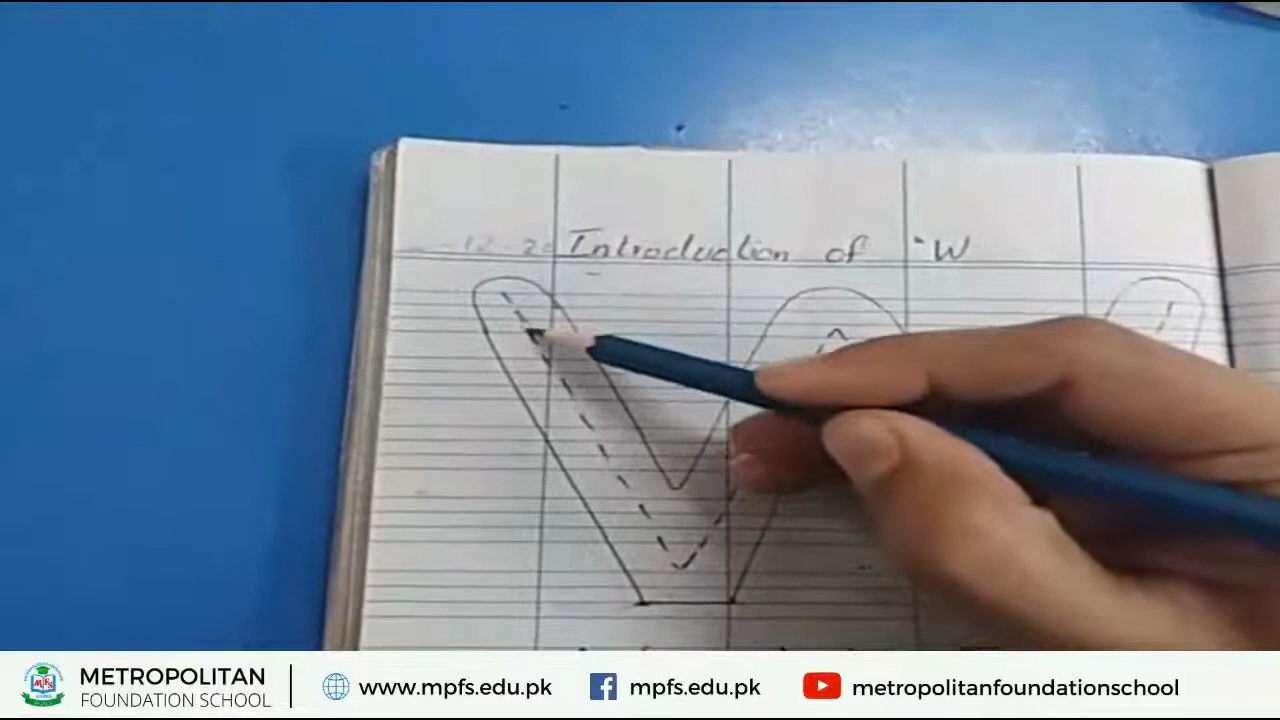 Introduction of "W
METROPOLITAN
FOUNDATION SCHOOL
www.mpfs.edu.pk
mpfs.edu.pk
metropolitanfoundationschool